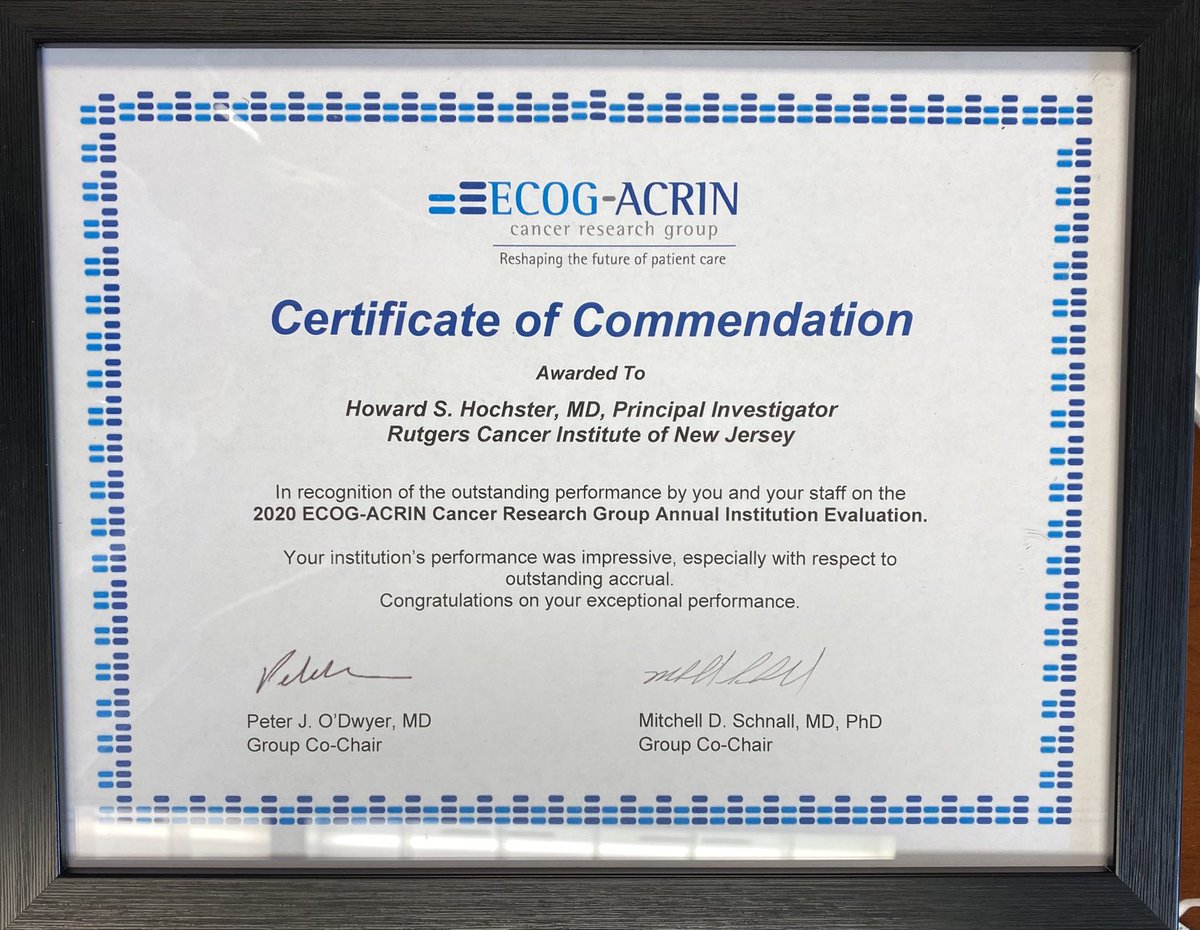 ECOG-ACRIN
cancer research group
Reshaping the future of patient care
Certificate of Commendation
Awarded To
Howard S. Hochster, MD, Principal Investigator
Rutgers Cancer Institute of New Jersey
In recognition of the outstanding performance by you and your staff on the
2020 ECOG-ACRIN Cancer Research Group Annual Institution Evaluation.
Your institution's performance was impressive, especially with respect to
outstanding accrual.
Congratulations on your exceptional performance.
Peter J. O'Dwyer, MD
Group Co-Chair
Mitchell D. Schnall, MD, PhD
Group Co-Chair